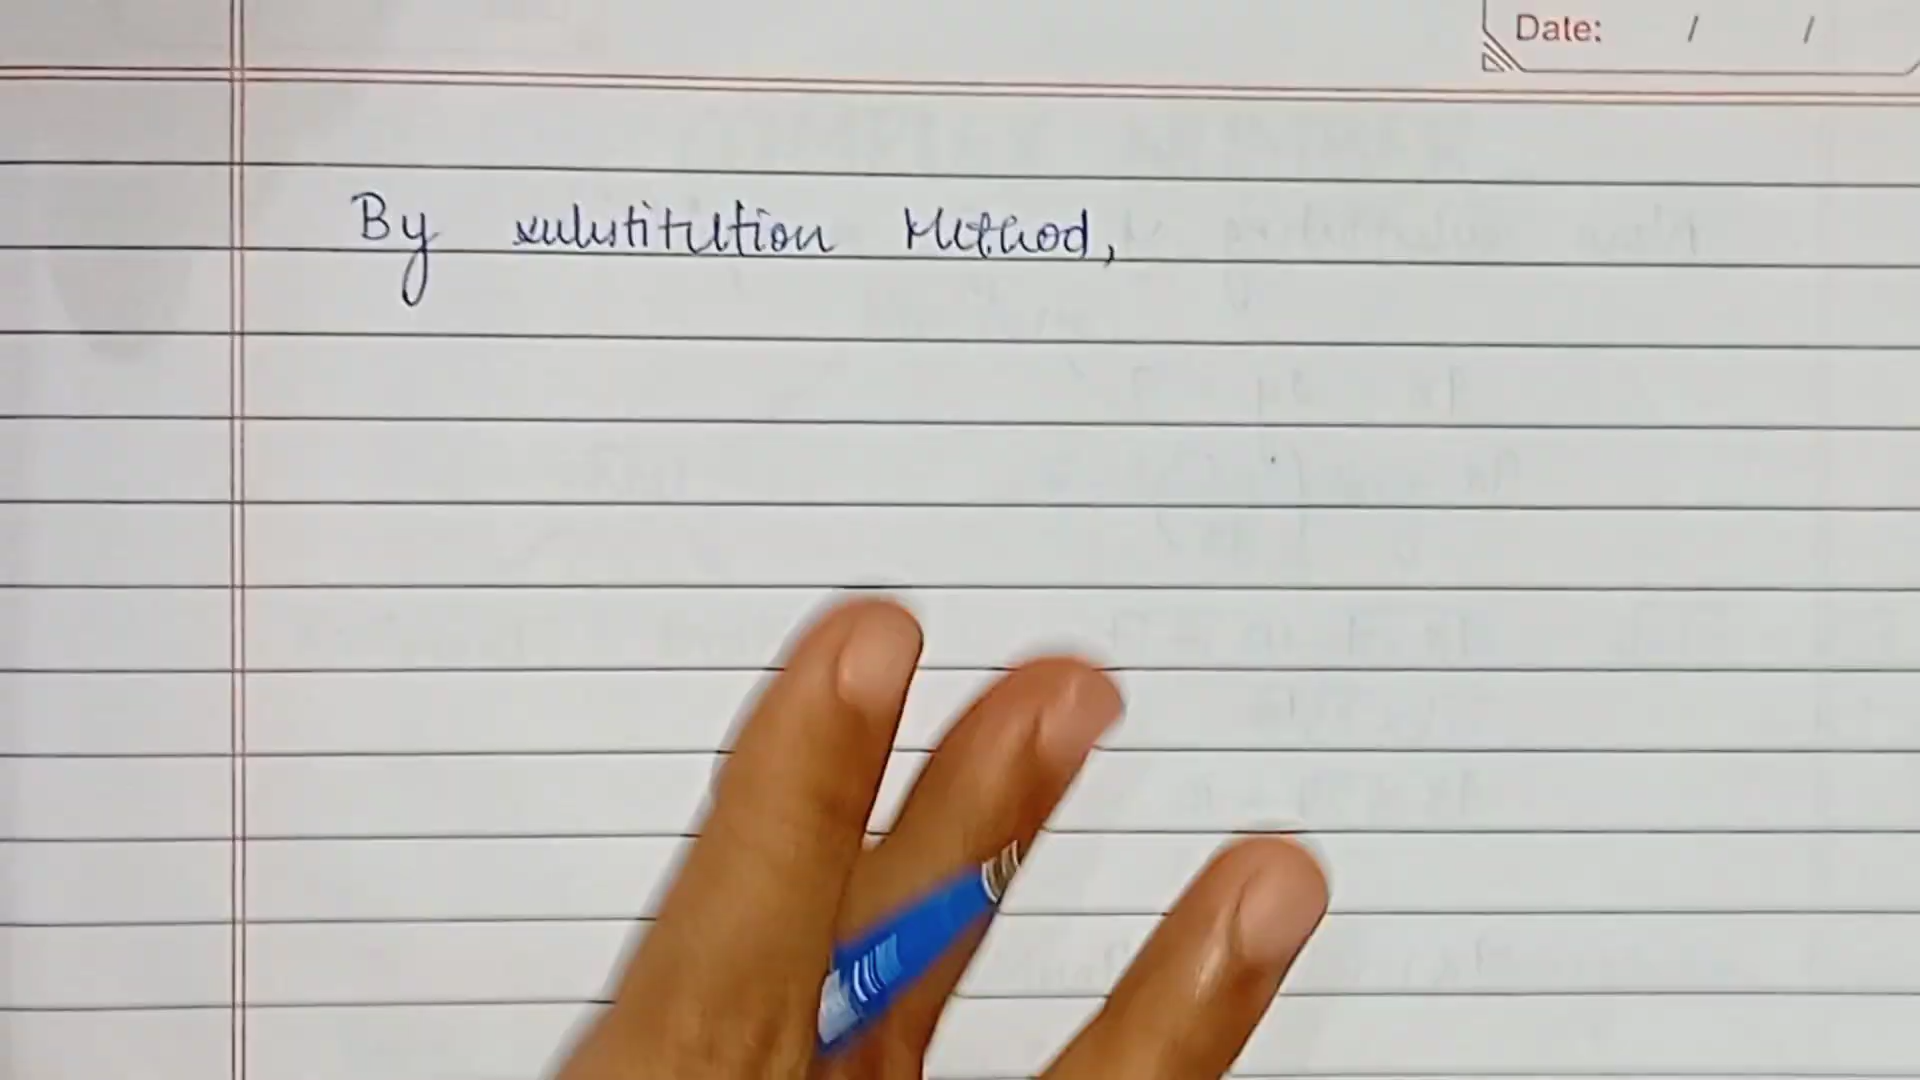 Date: / /
By substitution Method,